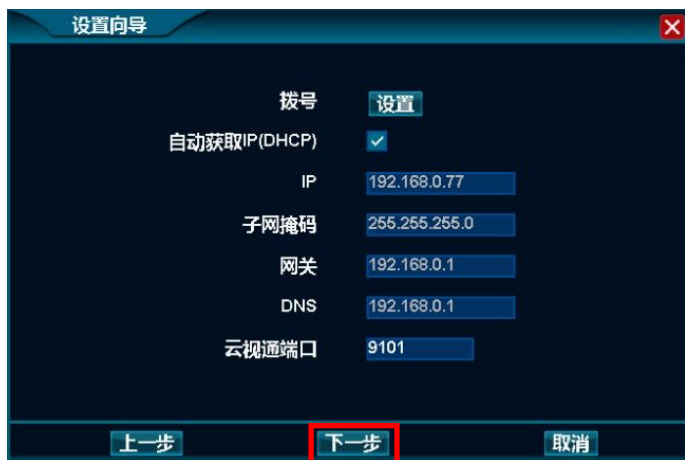 设置向导
拨号 设置
自动获取IP(DHCP)
IP 192.168.0.77
子网掩码 255.255.255.0
网关 192.168.0.1
DNS 192.168.0.1
云视通端口 9101
上一步 下一步 取消